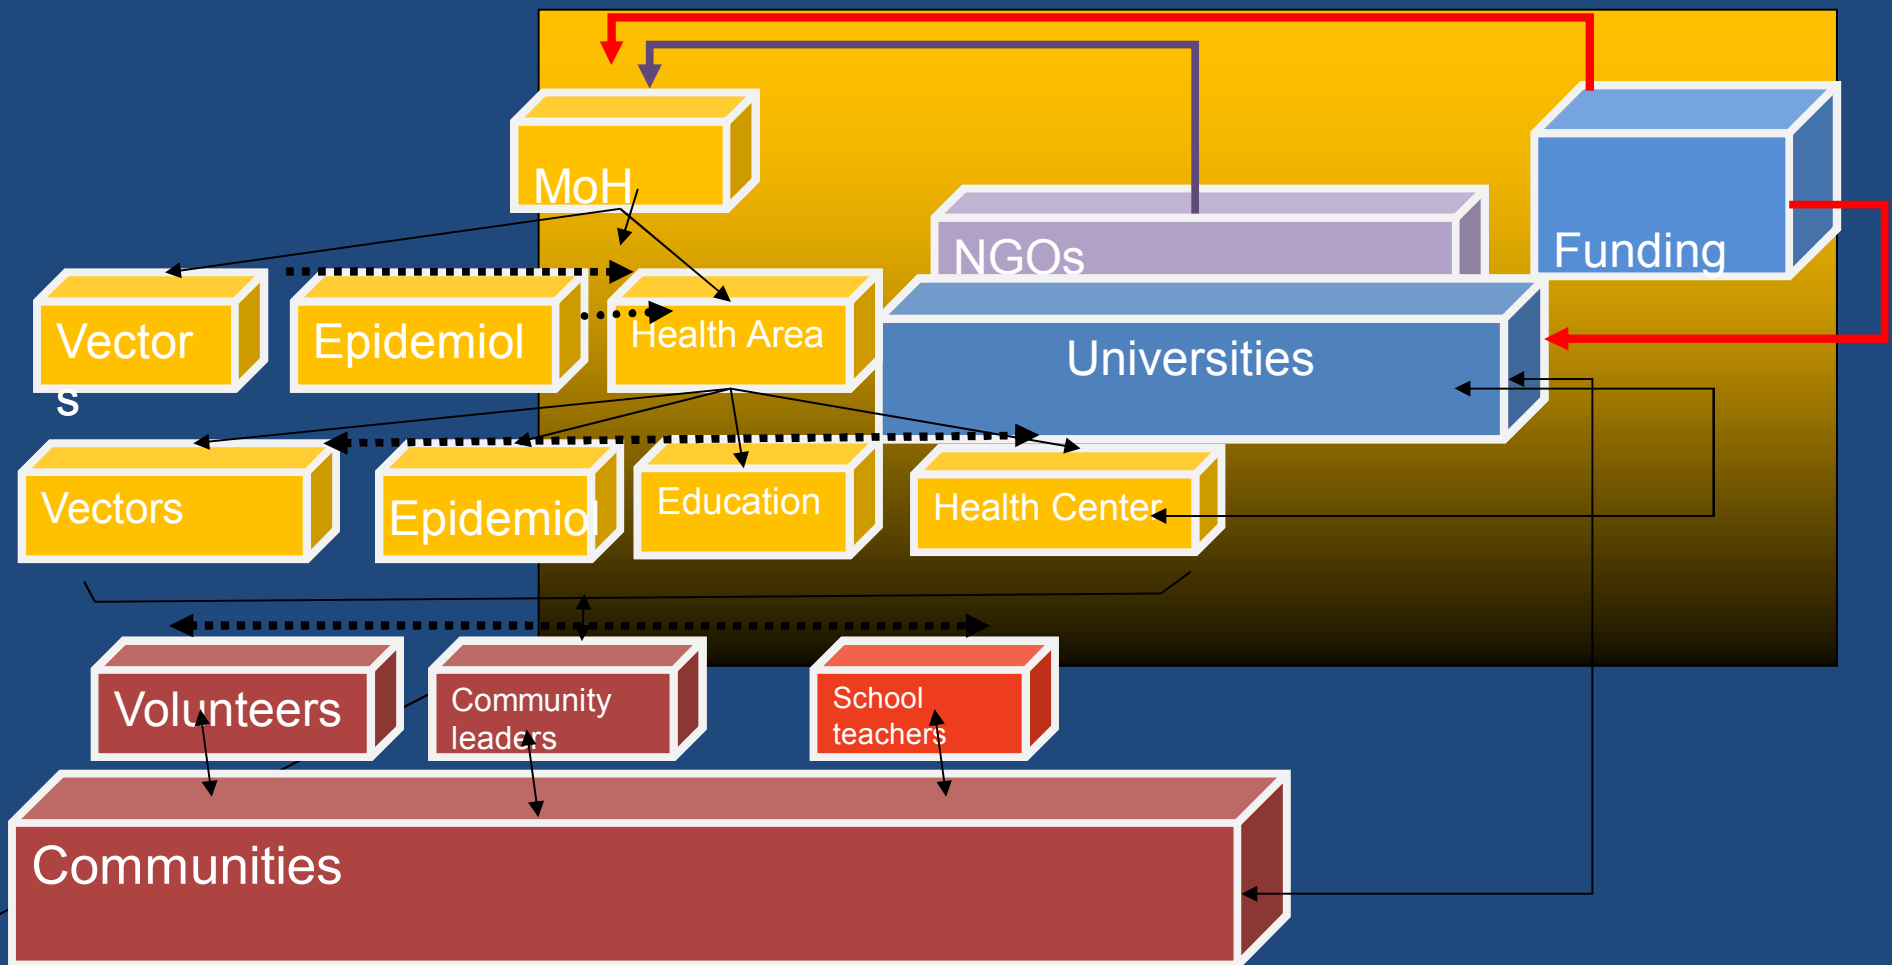 MoH
NGOs
Funding
Vector
s
Epidemiol
Health Area
Universities
Vectors
Epidemiol
Education
Health Center
Volunteers
Community
leaders
School
teachers
Communities